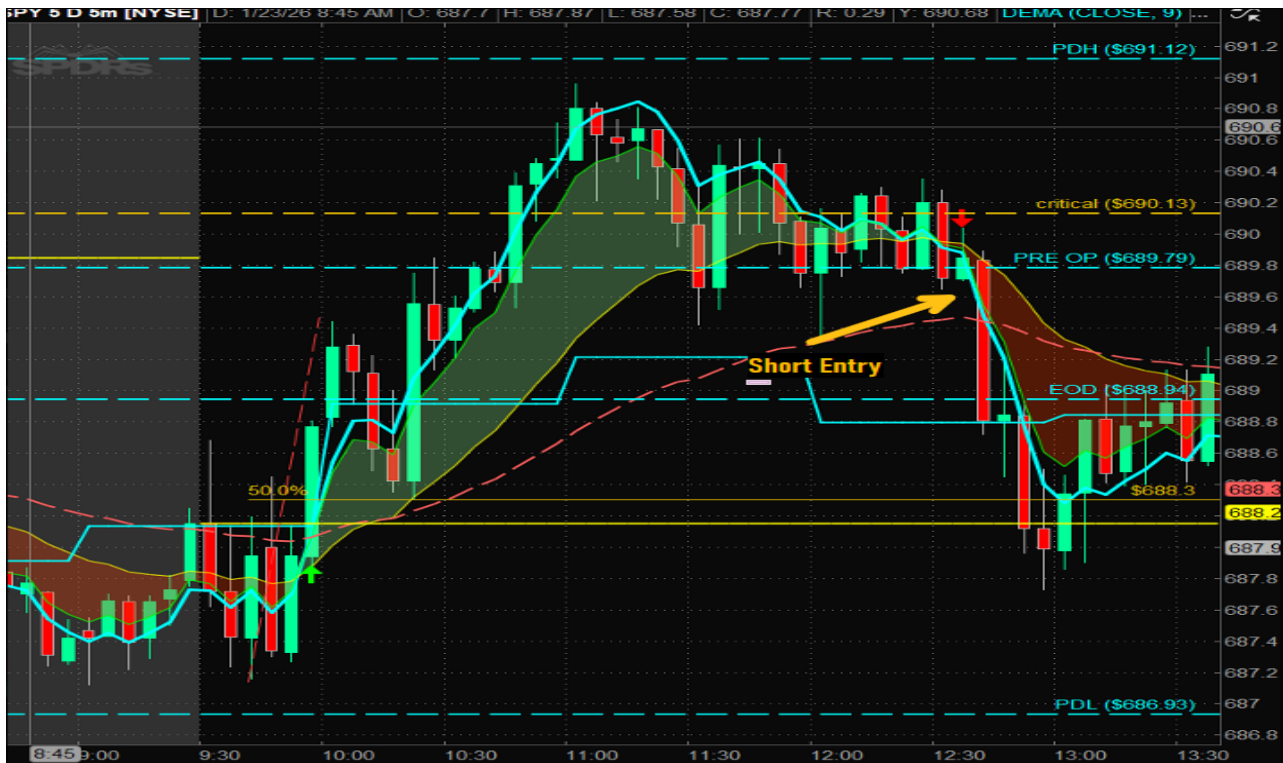 SPY 5 D 5m [NYSE] D: 1/23/26 8:45 AM O: 687.7 H: 687.87 L: 687.58 C: 687.77 R: 0.29 Y: 690.68 DEMA (CLOSE, 9) ...
SPDRs
PDH ($691.12)
691.2
691
690.8
690.6
690.6
690.4
critical ($690.13)
690.2
690
PRE OP ($689.79)
689.8
689.6
689.4
Short Entry
689.2
EOD ($688.94)
689
688.8
688.6
50.0%
$688.3
688.3
688.2
687.9
687.8
687.6
687.4
687.2
PDL ($686.93)
687
686.8
8:45 9:00 9:30 10:00 10:30 11:00 11:30 12:00 12:30 13:00 13:30